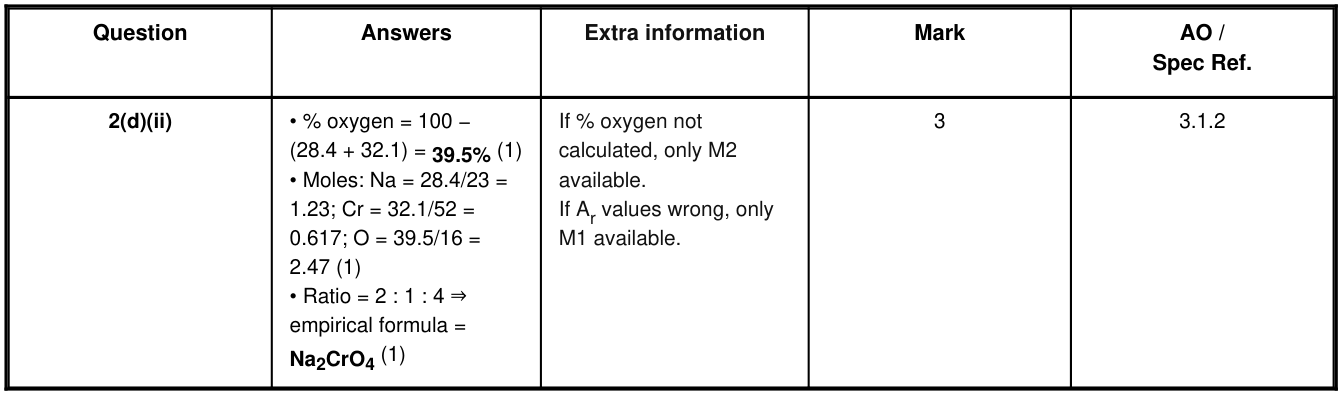 Question
Answers
Extra information
Mark
AO /
Spec Ref.
2(d)(ii)
• % oxygen = 100 −
(28.4 + 32.1) = 39.5% (1)
• Moles: Na = 28.4/23 =
1.23; Cr = 32.1/52 =
0.617; O = 39.5/16 =
2.47 (1)
• Ratio = 2 : 1 : 4 ⇒
empirical formula =
Na₂CrO₄ (1)
If % oxygen not
calculated, only M2
available.
If Aᵣ values wrong, only
M1 available.
3
3.1.2